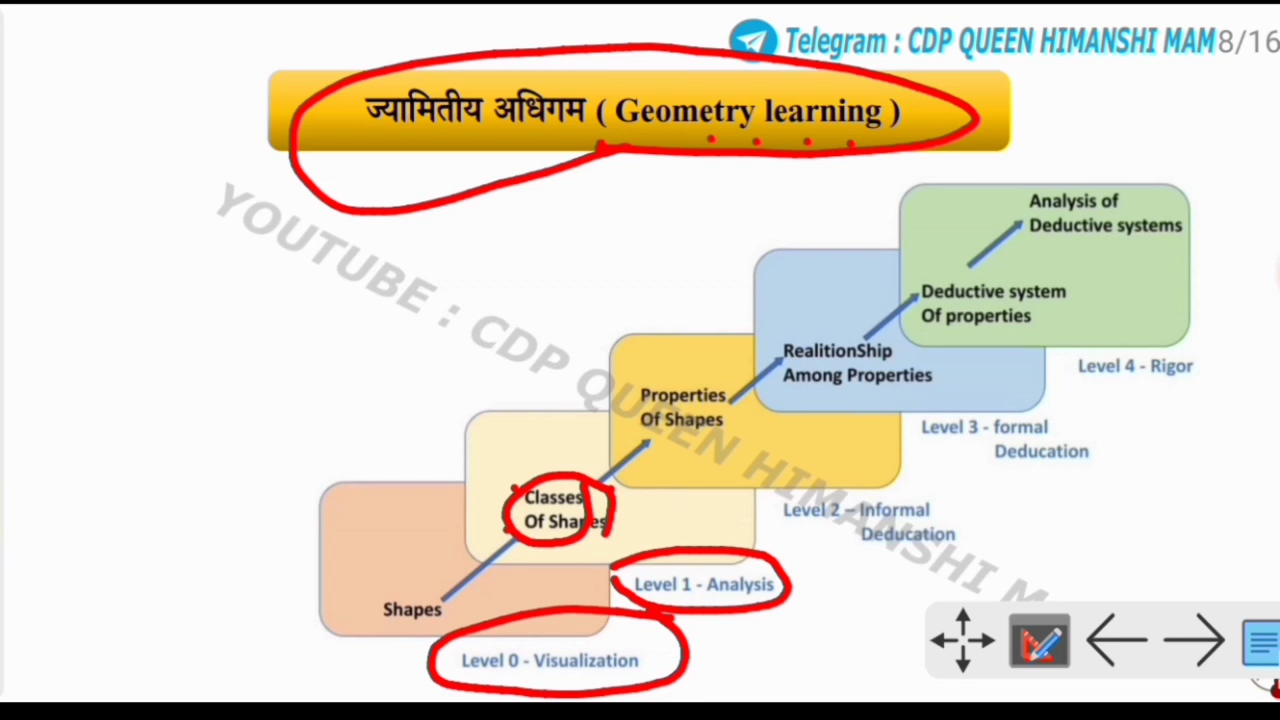 Telegram : CDP QUEEN HIMANSHI MAM 8/16
ज्यामितीय अधिगम ( Geometry learning )
Analysis of
Deductive systems
Deductive system
Of properties
Level 4 - Rigor
RealitionShip
Among Properties
Level 3 - formal
Deducation
Properties
Of Shapes
Level 2 – Informal
Deducation
Classes
Of Shapes
Level 1 - Analysis
Shapes
Level 0 - Visualization
YOUTUBE : CDP QUEEN HIMANSHI M